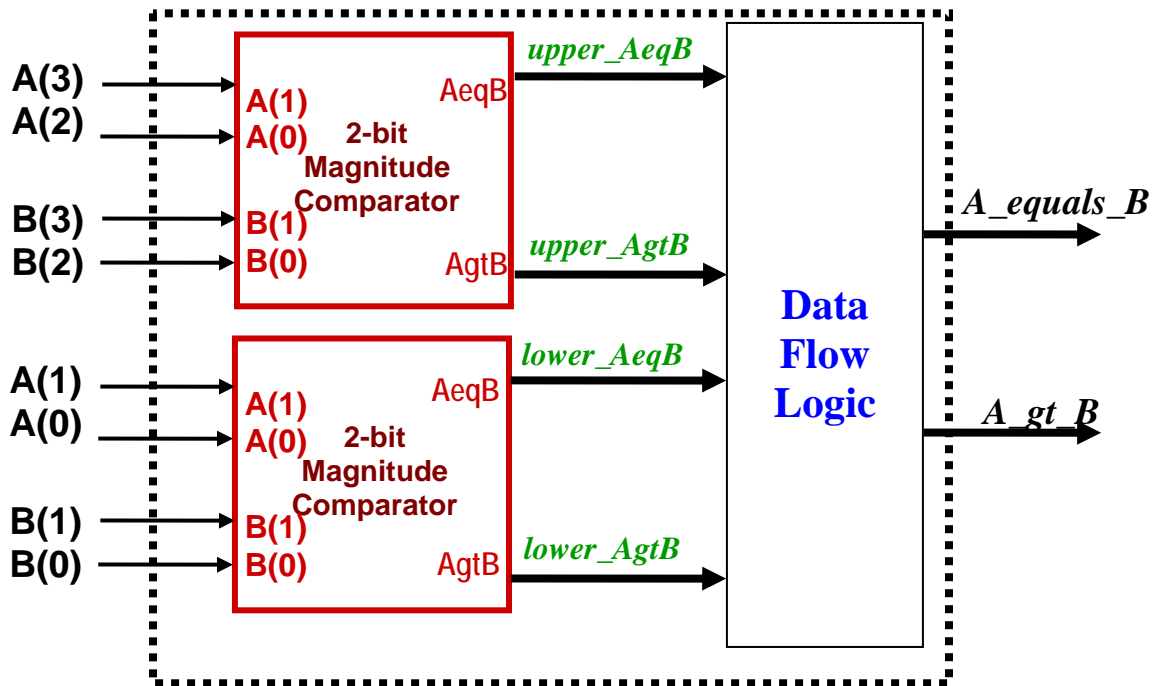 A(3)
A(2)
B(3)
B(2)
A(1)
A(0)
B(1)
B(0)
A(1)
A(0)
2-bit
Magnitude
Comparator
B(1)
B(0)
AeqB
AgtB
A(1)
A(0)
2-bit
Magnitude
Comparator
B(1)
B(0)
AeqB
AgtB
upper_AeqB
upper_AgtB
lower_AeqB
lower_AgtB
Data
Flow
Logic
A_equals_B
A_gt_B